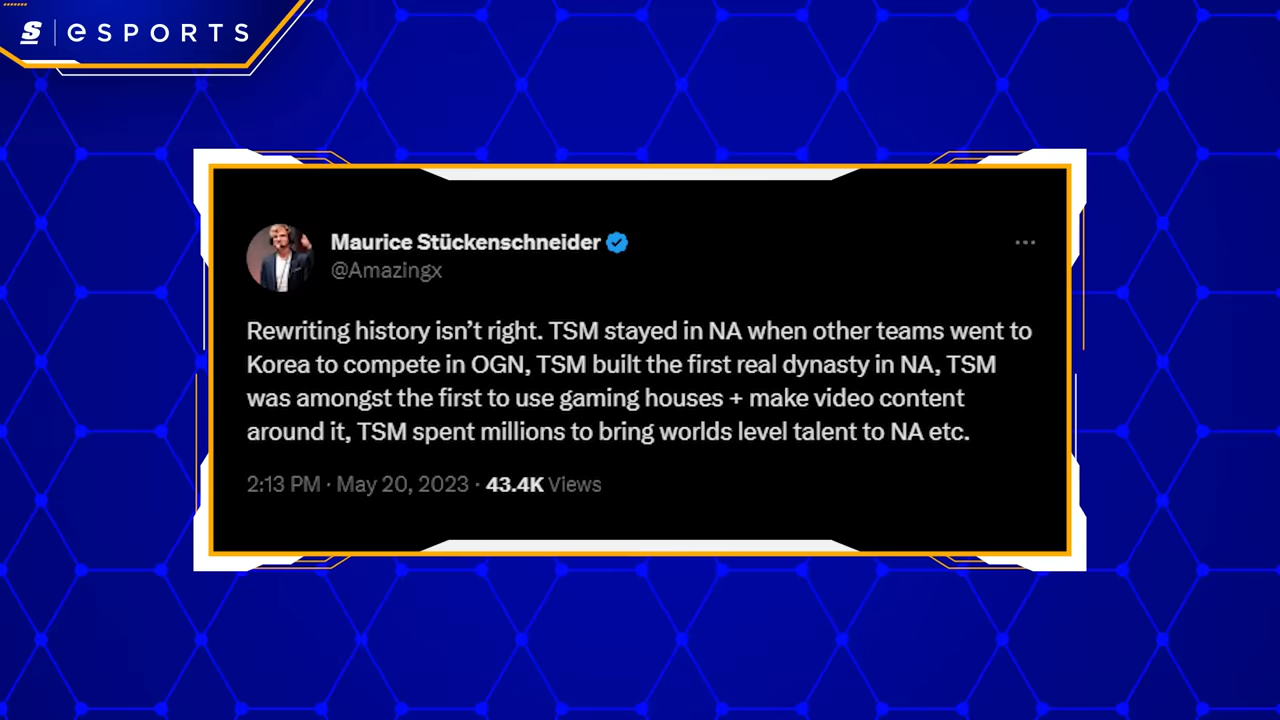 S | eSPORTS
Maurice Stückenschneider
@Amazingx
Rewriting history isn't right. TSM stayed in NA when other teams went to
Korea to compete in OGN, TSM built the first real dynasty in NA, TSM
was amongst the first to use gaming houses + make video content
around it, TSM spent millions to bring worlds level talent to NA etc.
2:13 PM · May 20, 2023 · 43.4K Views